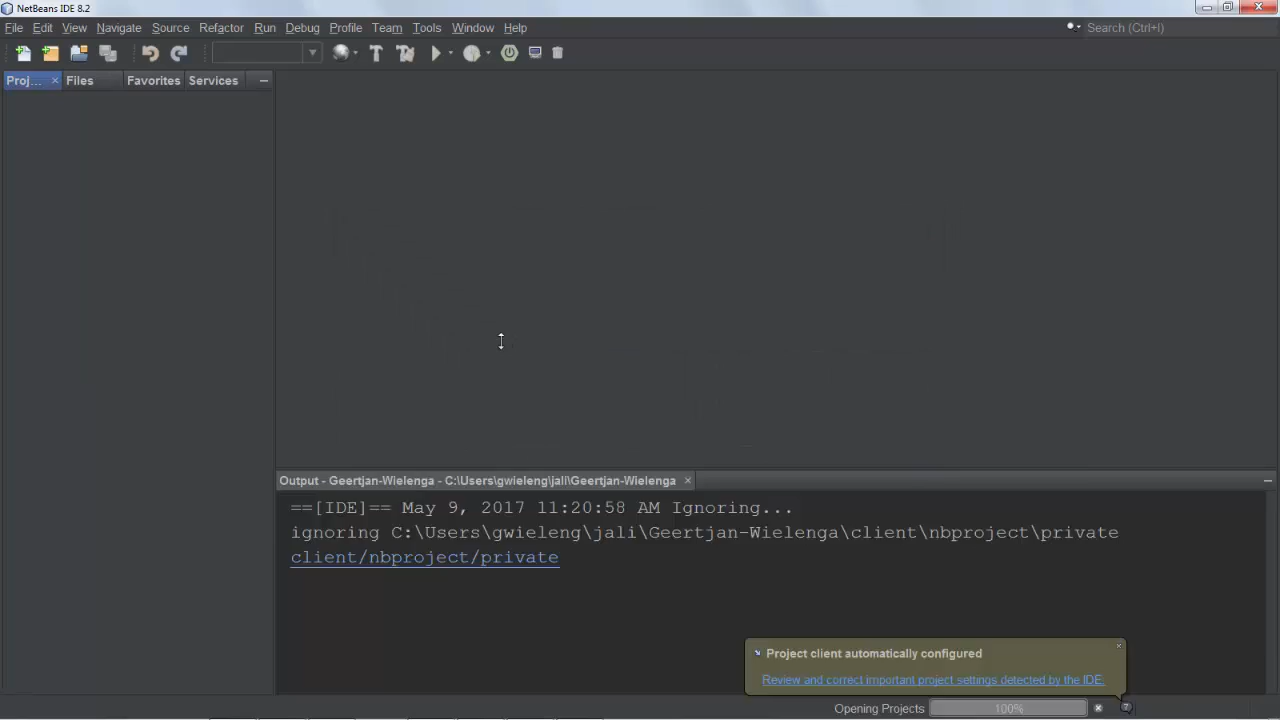 NetBeans IDE 8.2
File Edit View Navigate Source Refactor Run Debug Profile Team Tools Window Help Search (Ctrl+I)
Proj... × Files Favorites Services
Output - Geertjan-Wielenga - C:\Users\gwieleng\jali\Geertjan-Wielenga ×
==[IDE]== May 9, 2017 11:20:58 AM Ignoring...
ignoring C:\Users\gwieleng\jali\Geertjan-Wielenga\client\nbproject\private
client/nbproject/private
Project client automatically configured
Review and correct important project settings detected by the IDE.
Opening Projects 100%